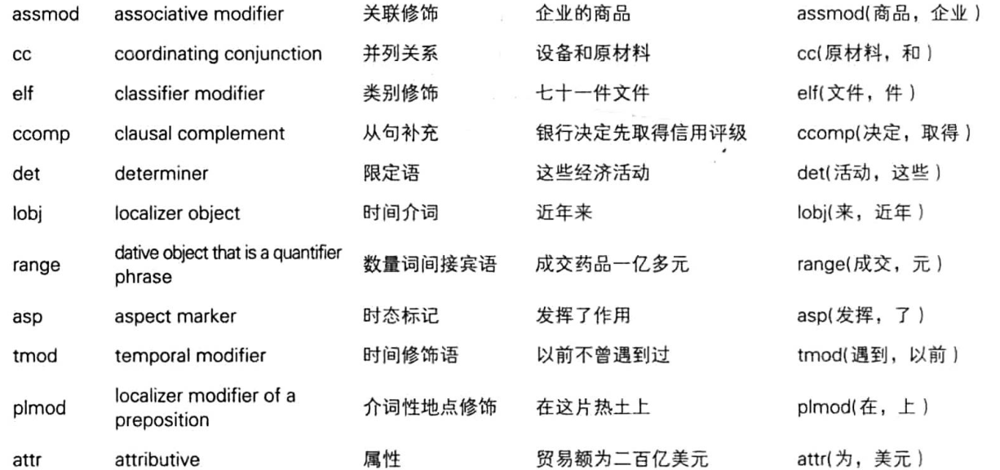 assmod associative modifier 关联修饰 企业的商品 assmod(商品，企业)
cc coordinating conjunction 并列关系 设备和原材料 cc(原材料，和)
elf classifier modifier 类别修饰 七十一件文件 elf(文件，件)
ccomp clausal complement 从句补充 银行决定先取得信用评级 ccomp(决定，取得)
det determiner 限定语 这些经济活动 det(活动，这些)
lobj localizer object 时间介词 近年来 lobj(来，近年)
range dative object that is a quantifier phrase 数量词间接宾语 成交药品一亿多元 range(成交，元)
asp aspect marker 时态标记 发挥了作用 asp(发挥，了)
tmod temporal modifier 时间修饰语 以前不曾遇到过 tmod(遇到，以前)
plmod localizer modifier of a preposition 介词性地点修饰 在这片热土上 plmod(在，上)
attr attributive 属性 贸易额为二百亿美元 attr(为，美元)